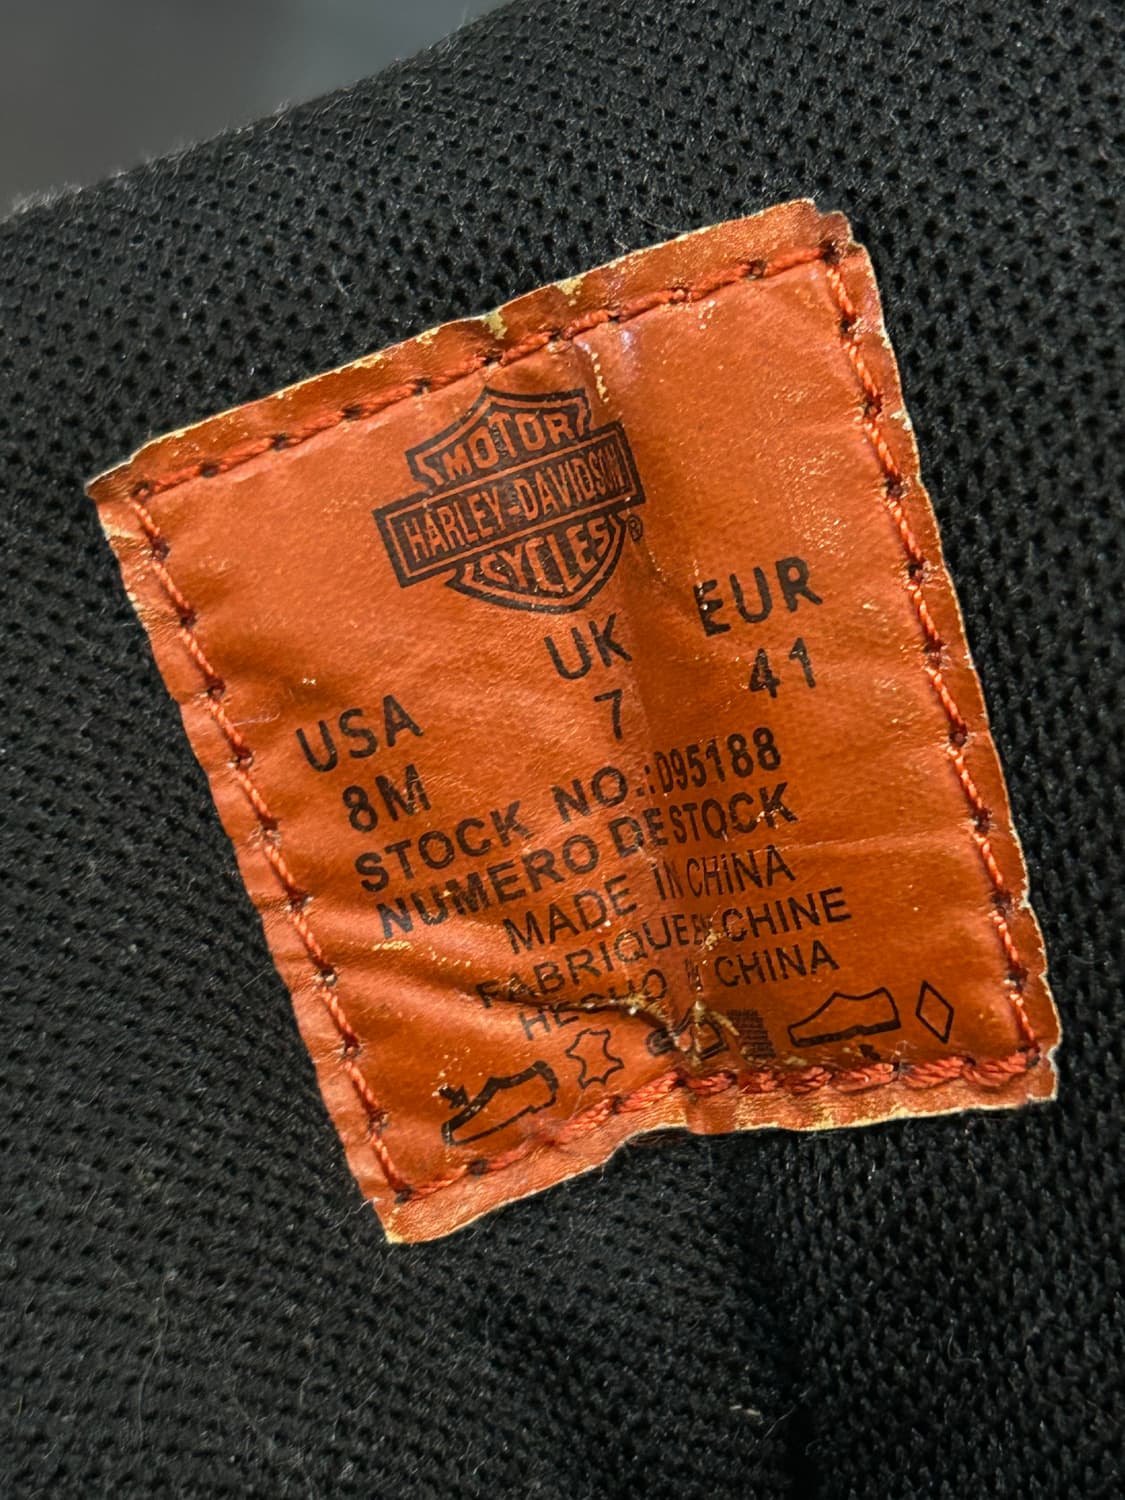 MOTOR
HARLEY-DAVIDSON
CYCLES®
USA UK EUR
8M 7 41
STOCK NO.:D95188
NUMERO DE STOCK
MADE IN CHINA
FABRIQUE EN CHINE
HECHO CHINA